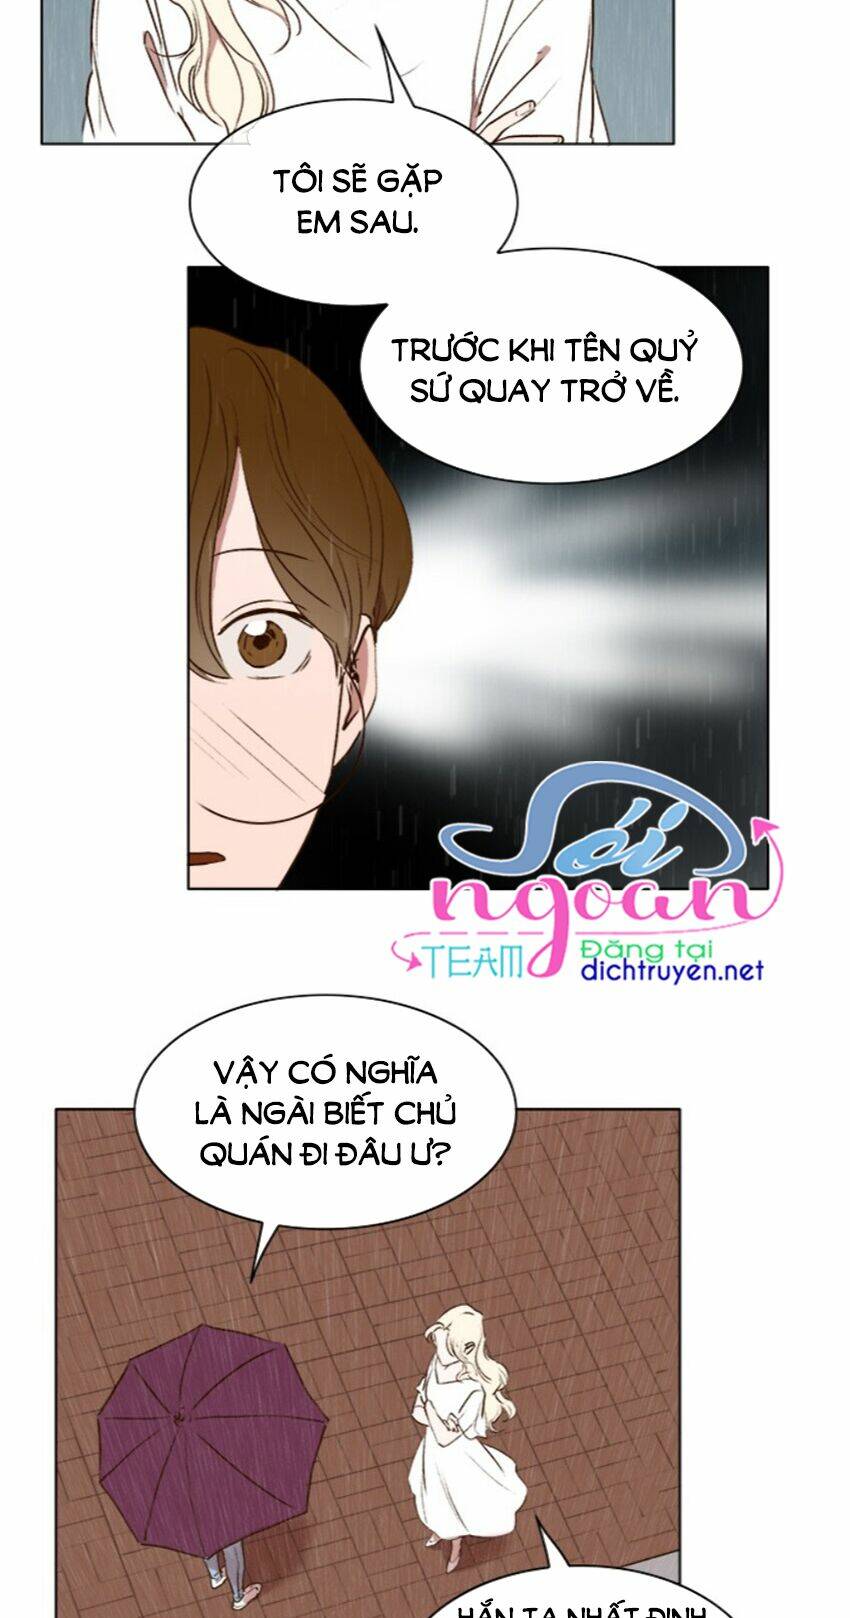 TÔI SẼ GẶP
EM SAU.
TRƯỚC KHI TÊN QUỶ
SỨ QUAY TRỞ VỀ.
Sói
ngoan
TEAM
Đăng tại
dichtruyen.net
VẬY CÓ NGHĨA
LÀ NGÀI BIẾT CHỦ
QUÁN ĐI ĐÂU Ư?
HẮN TA NHẤT ĐỊNH